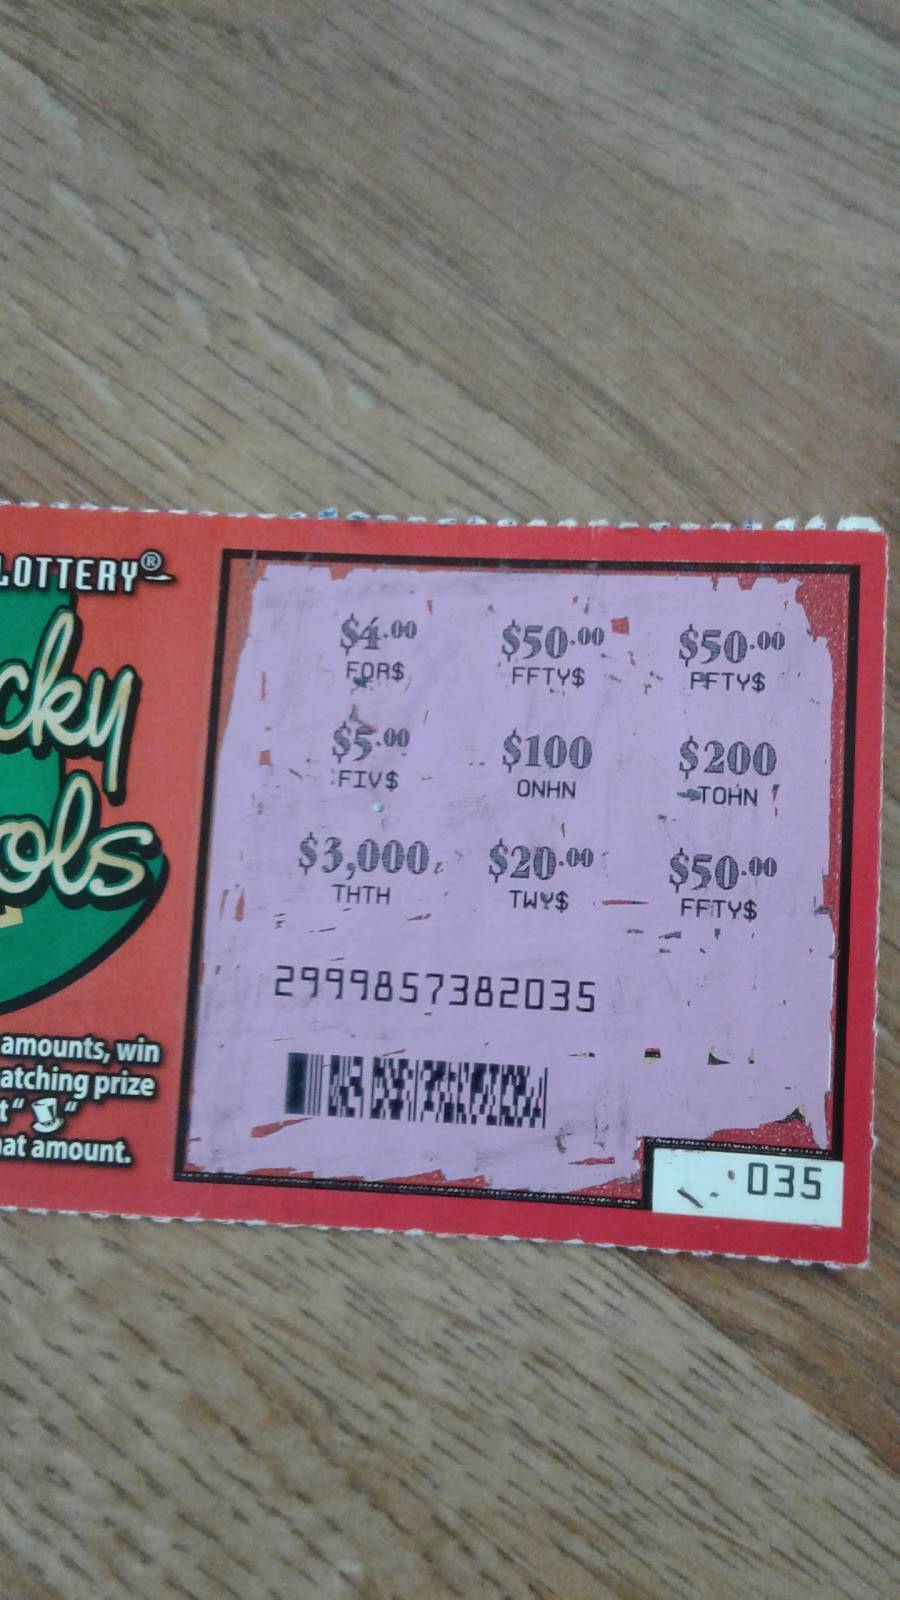 LOTTERY®
cky
ols
amounts, win
atching prize
t " "
at amount.
$4.00 $50.00 $50.00
FOR$ FFTY$ FFTY$
$5.00 $100 $200
FIV$ ONHN TOHN
$3,000 $20.00 $50.00
THTH TWY$ FFTY$
2999857382035
035